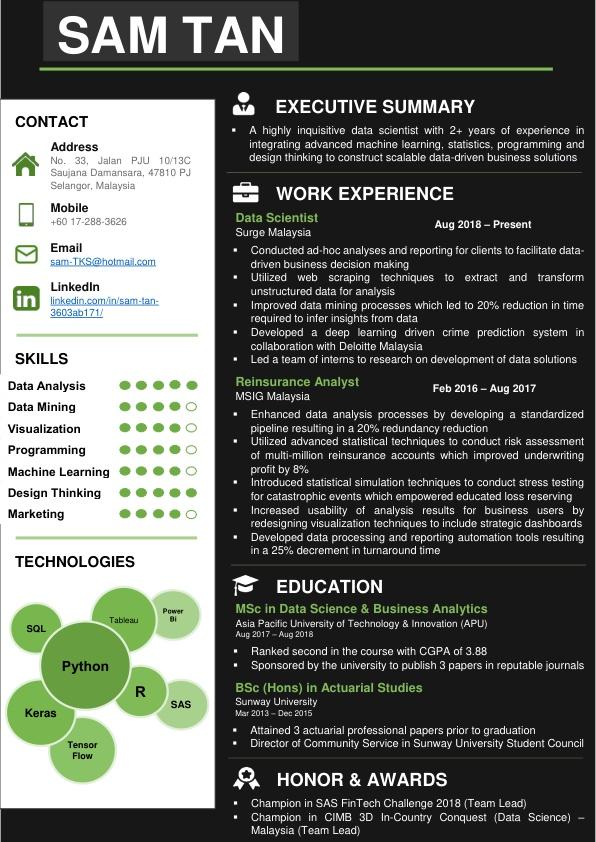 SAM TAN
CONTACT
Address
No. 33, Jalan PJU 10/13C
Saujana Damansara, 47810 PJ
Selangor, Malaysia
Mobile
+60 17-288-3626
Email
sam-TKS@hotmail.com
LinkedIn
linkedin.com/in/sam-tan-
3603ab171/
SKILLS
Data Analysis
Data Mining
Visualization
Programming
Machine Learning
Design Thinking
Marketing
TECHNOLOGIES
Power
Bi
Tableau
SQL
Python
R
SAS
Keras
Tensor
Flow
EXECUTIVE SUMMARY
▪ A highly inquisitive data scientist with 2+ years of experience in
integrating advanced machine learning, statistics, programming and
design thinking to construct scalable data-driven business solutions
WORK EXPERIENCE
Data Scientist
Surge Malaysia
Aug 2018 – Present
▪ Conducted ad-hoc analyses and reporting for clients to facilitate data-
driven business decision making
▪ Utilized web scraping techniques to extract and transform
unstructured data for analysis
▪ Improved data mining processes which led to 20% reduction in time
required to infer insights from data
▪ Developed a deep learning driven crime prediction system in
collaboration with Deloitte Malaysia
▪ Led a team of interns to research on development of data solutions
Reinsurance Analyst
MSIG Malaysia
Feb 2016 – Aug 2017
▪ Enhanced data analysis processes by developing a standardized
pipeline resulting in a 20% redundancy reduction
▪ Utilized advanced statistical techniques to conduct risk assessment
of multi-million reinsurance accounts which improved underwriting
profit by 8%
▪ Introduced statistical simulation techniques to conduct stress testing
for catastrophic events which empowered educated loss reserving
▪ Increased usability of analysis results for business users by
redesigning visualization techniques to include strategic dashboards
▪ Developed data processing and reporting automation tools resulting
in a 25% decrement in turnaround time
EDUCATION
MSc in Data Science & Business Analytics
Asia Pacific University of Technology & Innovation (APU)
Aug 2017 – Aug 2018
▪ Ranked second in the course with CGPA of 3.88
▪ Sponsored by the university to publish 3 papers in reputable journals
BSc (Hons) in Actuarial Studies
Sunway University
Mar 2013 – Dec 2015
▪ Attained 3 actuarial professional papers prior to graduation
▪ Director of Community Service in Sunway University Student Council
HONOR & AWARDS
▪ Champion in SAS FinTech Challenge 2018 (Team Lead)
▪ Champion in CIMB 3D In-Country Conquest (Data Science) –
Malaysia (Team Lead)